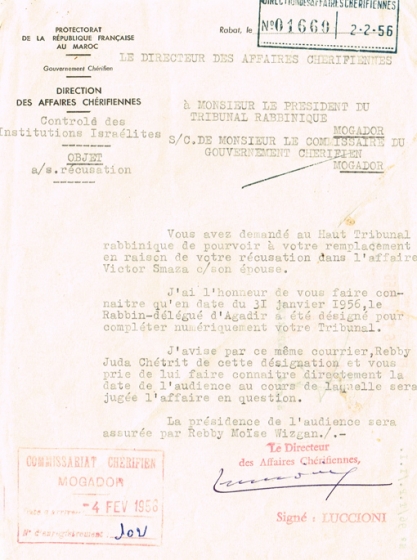 PROTECTORAT
DE LA RÉPUBLIQUE FRANÇAISE
AU MAROC
Gouvernement Chérifien
DIRECTION
DES AFFAIRES CHÉRIFIENNES
Controld des
Institutions Israélites
OBJET
a/s.récusation
Rabat, le
DIRECTION DES AFFAIRES CHERIFIENNES
N° 01669 2-2-56
LE DIRECTEUR DES AFFAIRES CHERIFIENNES
à MONSIEUR LE PRESIDENT DU
TRIBUNAL RABBINIQUE
MOGADOR
S/C.DE MONSIEUR LE COMMISSAIRE DU
GOUVERNEMENT CHERIFIEN
MOGADOR
Vous avez demandé au Haut Tribunal
rabbinique de pourvoir à votre remplacement
en raison de votre récusation dans l'affaire
Victor Smaza c/son épouse.
J'ai l'honneur de vous faire con-
naitre qu'en date du 31 janvier 1956,le
Rabbin-délégué d'Agadir a été désigné pour
compléter numériquement votre Tribunal.
J'avise par ce même courrier,Rebby
Juda Chétrit de cette désignation et vous
prie de lui faire connaitre directement la
date de l'audience au cours de laquelle sera
jugée l'affaire en question.
La présidence de l'audience sera
assurée par Rebby Moïse Wizgan./.-
Le Directeur
des Affaires Chérifiennes,
Signé : LUCCIONI
COMMISSARIAT CHERIFIEN
MOGADOR
Date d'arrivée -4 FEV 1956
N° d'enregistrement